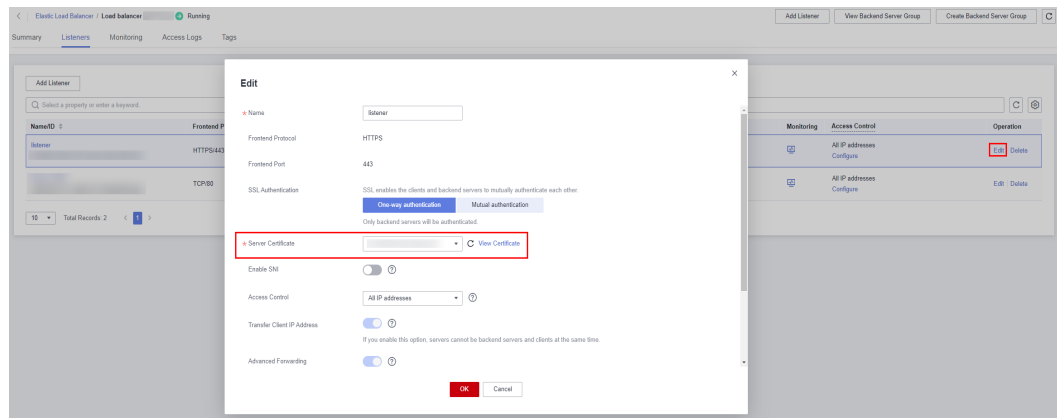 Elastic Load Balancer / Load balancer Running Add Listener View Backend Server Group Create Backend Server Group
Summary Listeners Monitoring Access Logs Tags
Add Listener
Select a property or enter a keyword.
Name/ID Frontend P Monitoring Access Control Operation
listener HTTPS/443 All IP addresses Configure Edit Delete
TCP/80 All IP addresses Configure Edit Delete
10 Total Records: 2 < 1 >
Edit
* Name listener
Frontend Protocol HTTPS
Frontend Port 443
SSL Authentication SSL enables the clients and backend servers to mutually authenticate each other.
One-way authentication Mutual authentication
Only backend servers will be authenticated.
* Server Certificate View Certificate
Enable SNI
Access Control All IP addresses
Transfer Client IP Address
If you enable this option, servers cannot be backend servers and clients at the same time.
Advanced Forwarding
OK Cancel